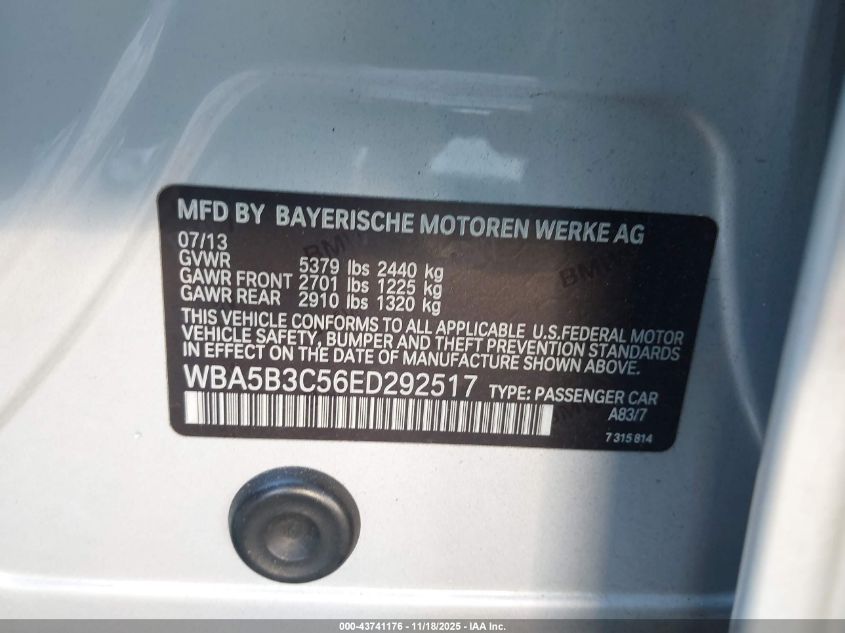 MFD BY BAYERISCHE MOTOREN WERKE AG
07/13
GVWR 5379 lbs 2440 kg
GAWR FRONT 2701 lbs 1225 kg
GAWR REAR 2910 lbs 1320 kg
THIS VEHICLE CONFORMS TO ALL APPLICABLE U.S.FEDERAL MOTOR
VEHICLE SAFETY, BUMPER AND THEFT PREVENTION STANDARDS
IN EFFECT ON THE DATE OF MANUFACTURE SHOWN ABOVE.
WBA5B3C56ED292517 TYPE: PASSENGER CAR
A83/7
7 315 814
000-43741176 - 11/18/2025 - IAA Inc.